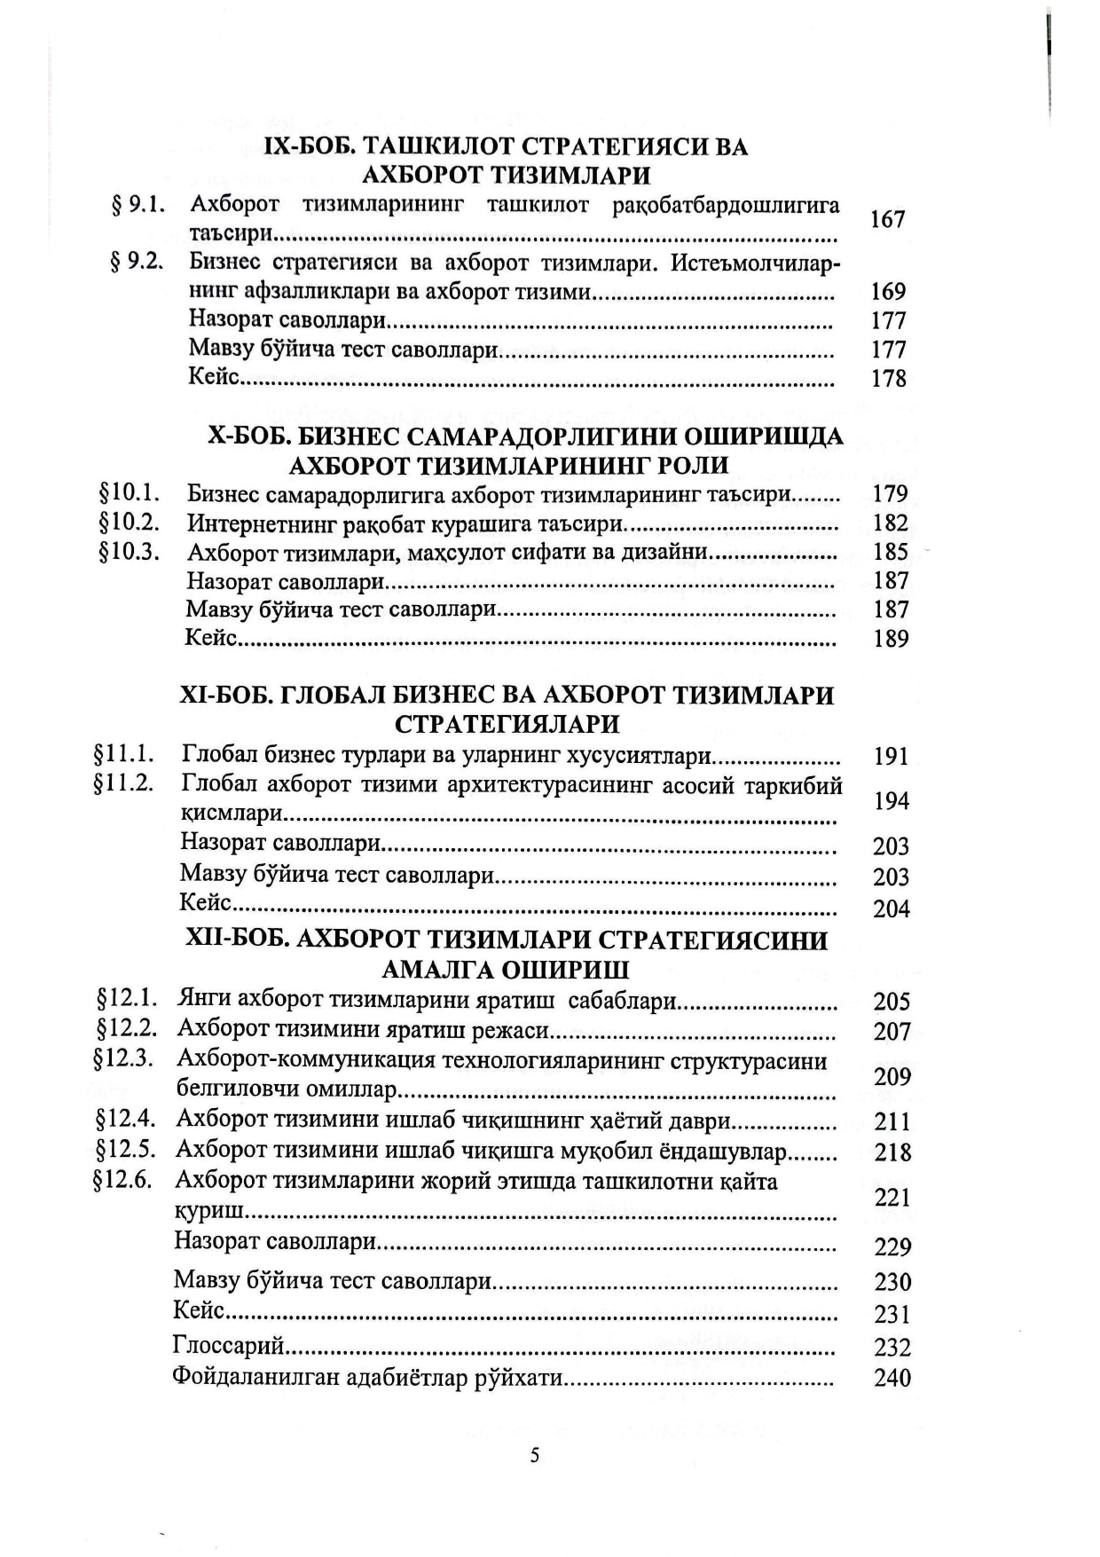 IX-БОБ. ТАШКИЛОТ СТРАТЕГИЯСИ ВА
АХБОРОТ ТИЗИМЛАРИ
§ 9.1. Ахборот тизимларининг ташкилот рақобатбардошлигига
таъсири........................................ 167
§ 9.2. Бизнес стратегияси ва ахборот тизимлари. Истеъмолчилар-
нинг афзалликлари ва ахборот тизими........................................ 169
Назорат саволлари........................................ 177
Мавзу бўйича тест саволлари........................................ 177
Кейс........................................ 178
X-БОБ. БИЗНЕС САМАРАДОРЛИГИНИ ОШИРИШДА
АХБОРОТ ТИЗИМЛАРИНИНГ РОЛИ
§10.1. Бизнес самарадорлигига ахборот тизимларининг таъсири........ 179
§10.2. Интернетнинг рақобат курашига таъсири........................................ 182
§10.3. Ахборот тизимлари, маҳсулот сифати ва дизайни.................... 185
Назорат саволлари........................................ 187
Мавзу бўйича тест саволлари........................................ 187
Кейс........................................ 189
XI-БОБ. ГЛОБАЛ БИЗНЕС ВА АХБОРОТ ТИЗИМЛАРИ
СТРАТЕГИЯЛАРИ
§11.1. Глобал бизнес турлари ва уларнинг хусусиятлари.................... 191
§11.2. Глобал ахборот тизими архитектурасининг асосий таркибий
қисмлари........................................ 194
Назорат саволлари........................................ 203
Мавзу бўйича тест саволлари........................................ 203
Кейс........................................ 204
XII-БОБ. АХБОРОТ ТИЗИМЛАРИ СТРАТЕГИЯСИНИ
АМАЛГА ОШИРИШ
§12.1. Янги ахборот тизимларини яратиш сабаблари......................... 205
§12.2. Ахборот тизимини яратиш режаси........................................ 207
§12.3. Ахборот-коммуникация технологияларининг структурасини
белгиловчи омиллар........................................ 209
§12.4. Ахборот тизимини ишлаб чиқишнинг ҳаётий даври................. 211
§12.5. Ахборот тизимини ишлаб чиқишга муқобил ёндашувлар........ 218
§12.6. Ахборот тизимларини жорий этишда ташкилотни қайта
қуриш........................................ 221
Назорат саволлари........................................ 229
Мавзу бўйича тест саволлари........................................ 230
Кейс........................................ 231
Глоссарий........................................ 232
Фойдаланилган адабиётлар рўйхати........................................ 240
5